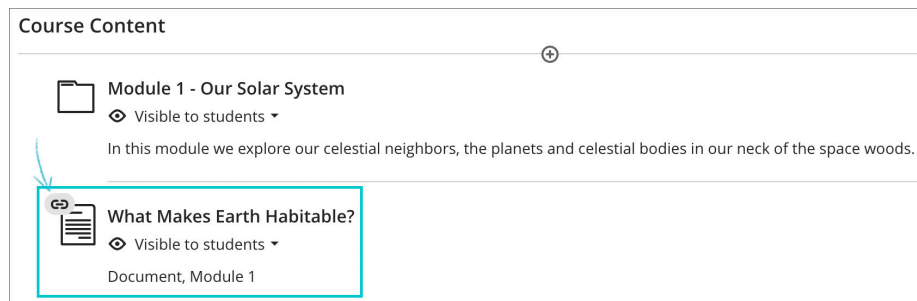 Course Content
Module 1 - Our Solar System
Visible to students
In this module we explore our celestial neighbors, the planets and celestial bodies in our neck of the space woods.
What Makes Earth Habitable?
Visible to students
Document, Module 1